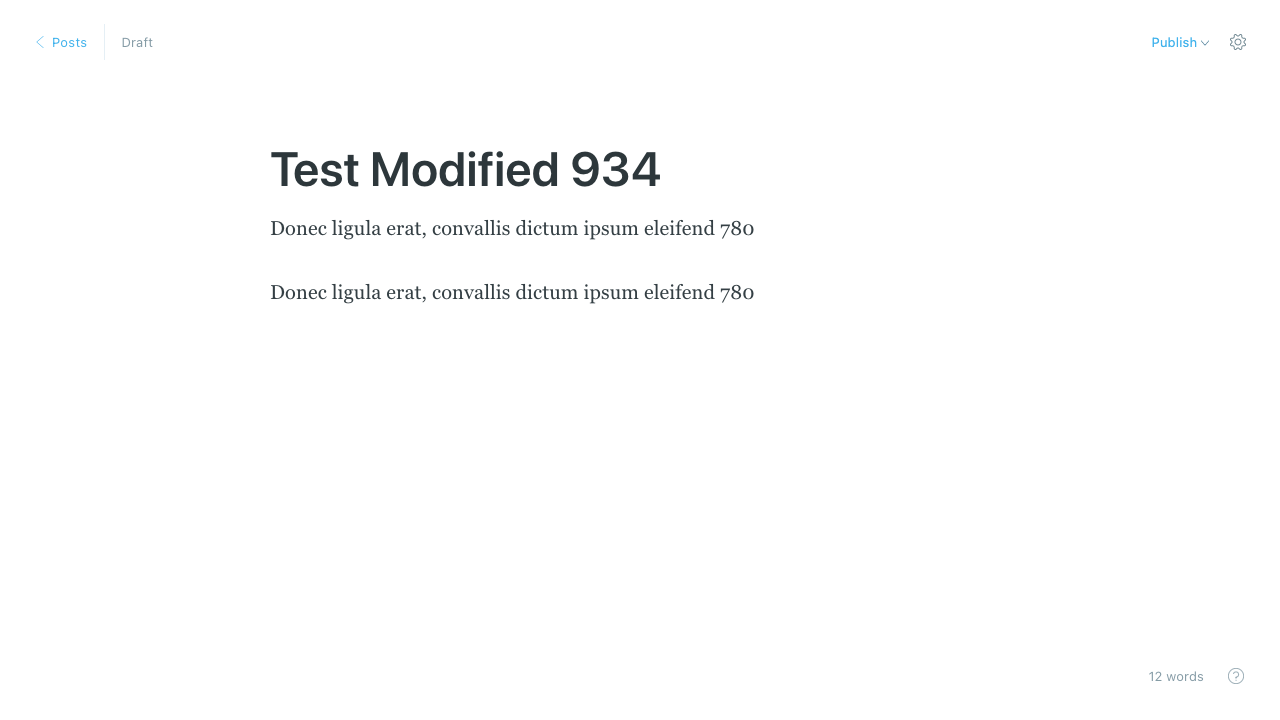 Posts
Draft
Publish
Test Modified 934
Donec ligula erat, convallis dictum ipsum eleifend 780
Donec ligula erat, convallis dictum ipsum eleifend 780
12 words
?